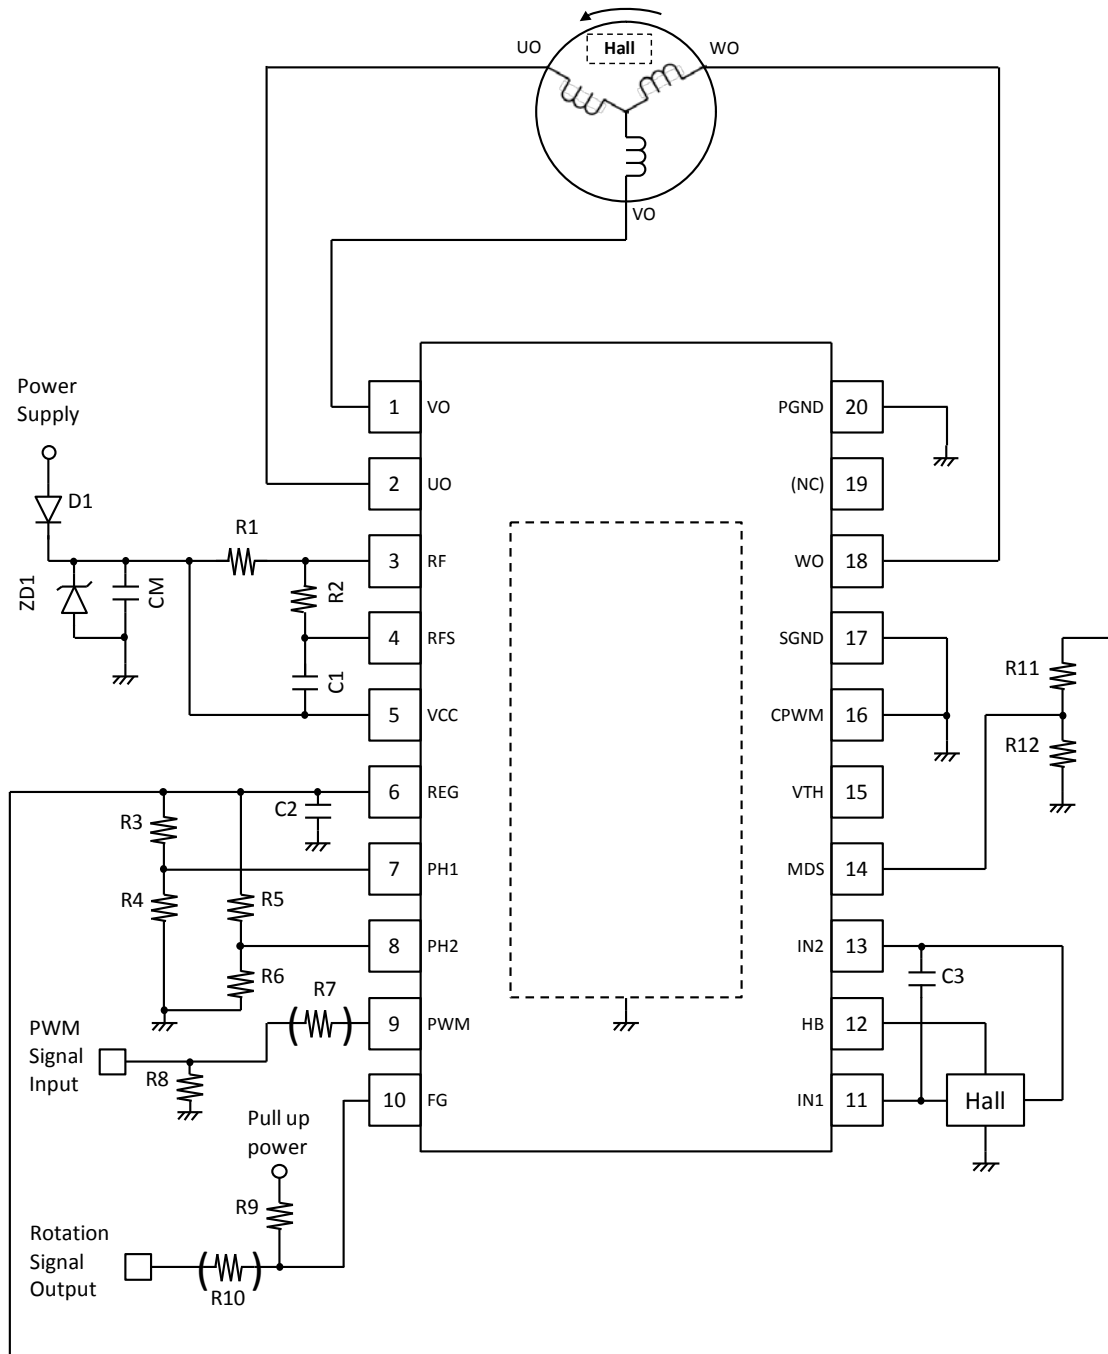 UO
Hall
WO
VO
Power
Supply
D1
ZD1
CM
R1
R2
C1
1
VO
2
UO
3
RF
4
RFS
5
VCC
6
REG
7
PH1
8
PH2
9
PWM
10
FG
PGND
20
(NC)
19
WO
18
SGND
17
CPWM
16
VTH
15
MDS
14
IN2
13
HB
12
IN1
11
R11
R12
C3
Hall
C2
R3
R4
R5
R6
(R7)
PWM
Signal
Input
R8
Pull up
power
R9
Rotation
Signal
Output
(R10)